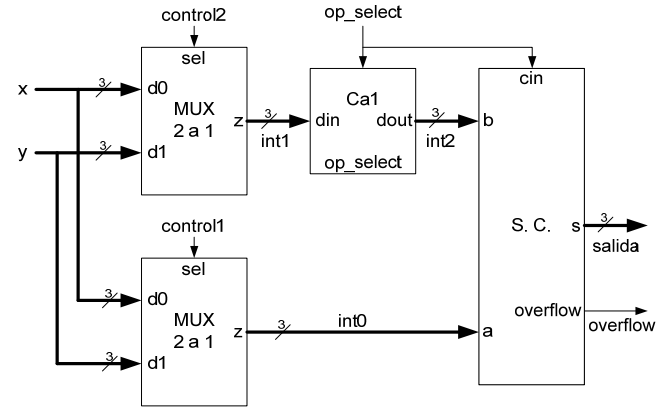 control2
op_select
sel
cin
x
3
d0
MUX
2 a 1
z
3
int1
Ca1
din
dout
op_select
3
int2
b
y
3
d1
S. C.
s
3
salida
control1
sel
3
d0
MUX
2 a 1
z
3
int0
a
3
d1
overflow
overflow